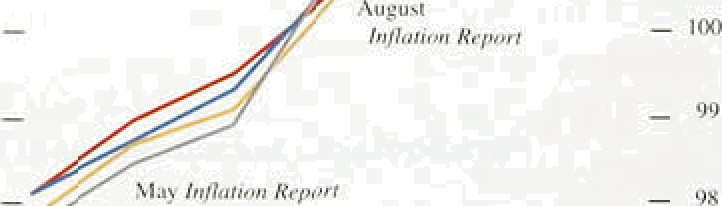 August
Inflation Report
100
99
May Inflation Report
98